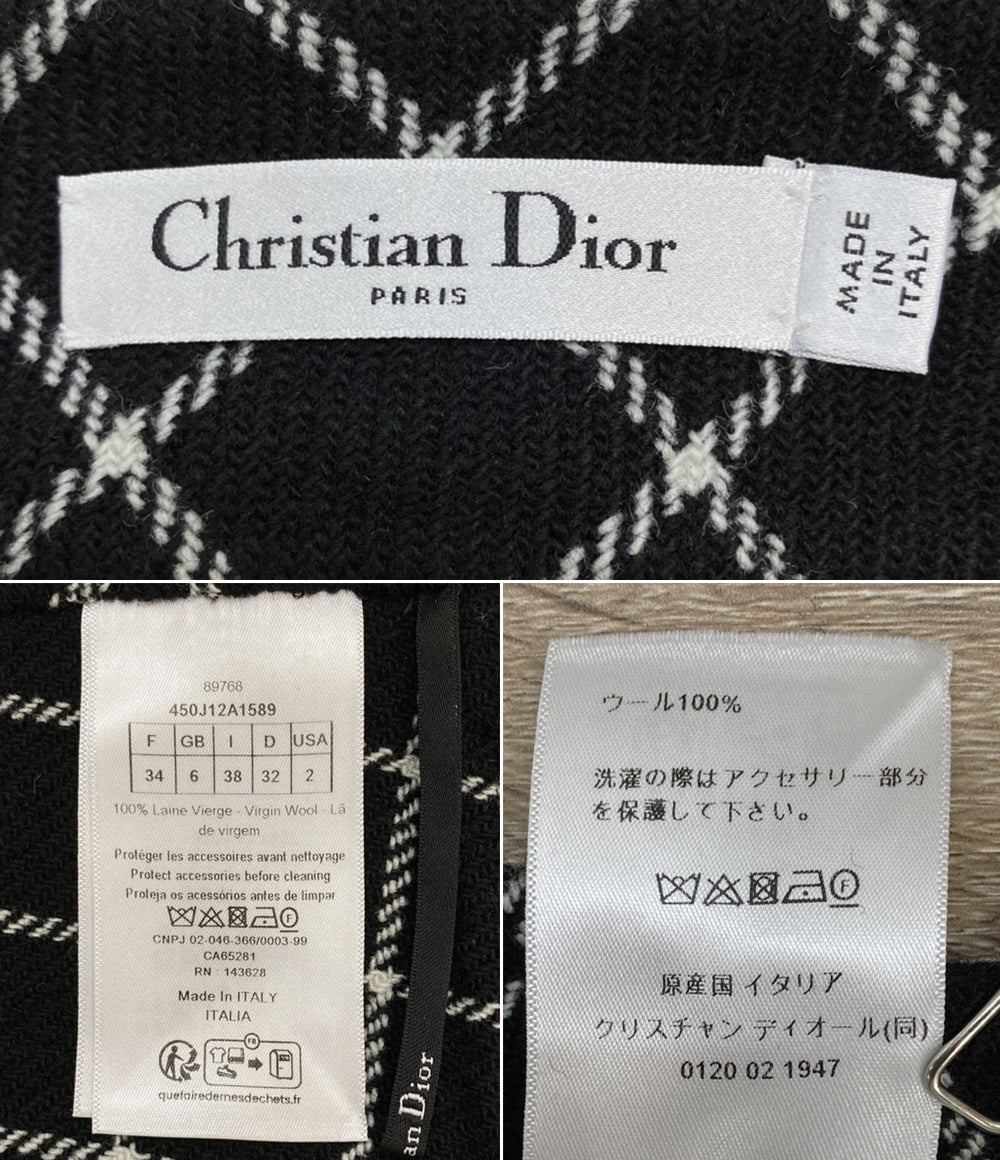 Christian Dior
PARIS
MADE
IN
ITALY
89768
450J12A1589
F GB I D USA
34 6 38 32 2
100% Laine Vierge - Virgin Wool - Lã
de virgem
Protéger les accessoires avant nettoyage
Protect accessories before cleaning
Proteja os acessórios antes de limpar
F
CNPJ 02-046-366/0003-99
CA65281
RN : 143628
Made In ITALY
ITALIA
FR
quefairedemesdechets.fr
an Dior
ウール100%
洗濯の際はアクセサリー部分
を保護して下さい。
F
原産国 イタリア
クリスチャン ディオール(同)
0120 02 1947